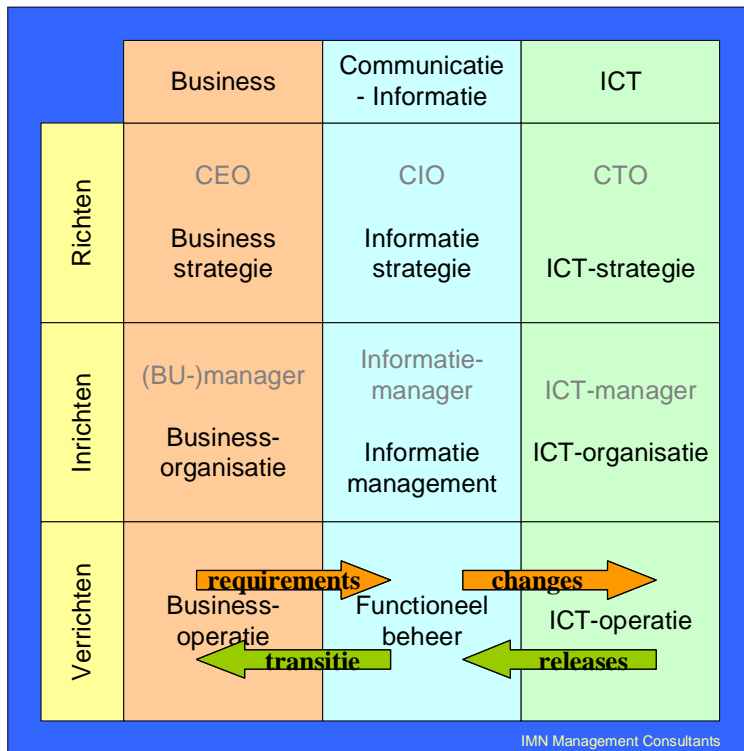 Business
Communicatie
- Informatie
ICT
Richten
CEO
Business
strategie
CIO
Informatie
strategie
CTO
ICT-strategie
Inrichten
(BU-)manager
Business-
organisatie
Informatie-
manager
Informatie
management
ICT-manager
ICT-organisatie
Verrichten
requirements
changes
Business-
operatie
Functioneel
beheer
ICT-operatie
transitie
releases
IMN Management Consultants